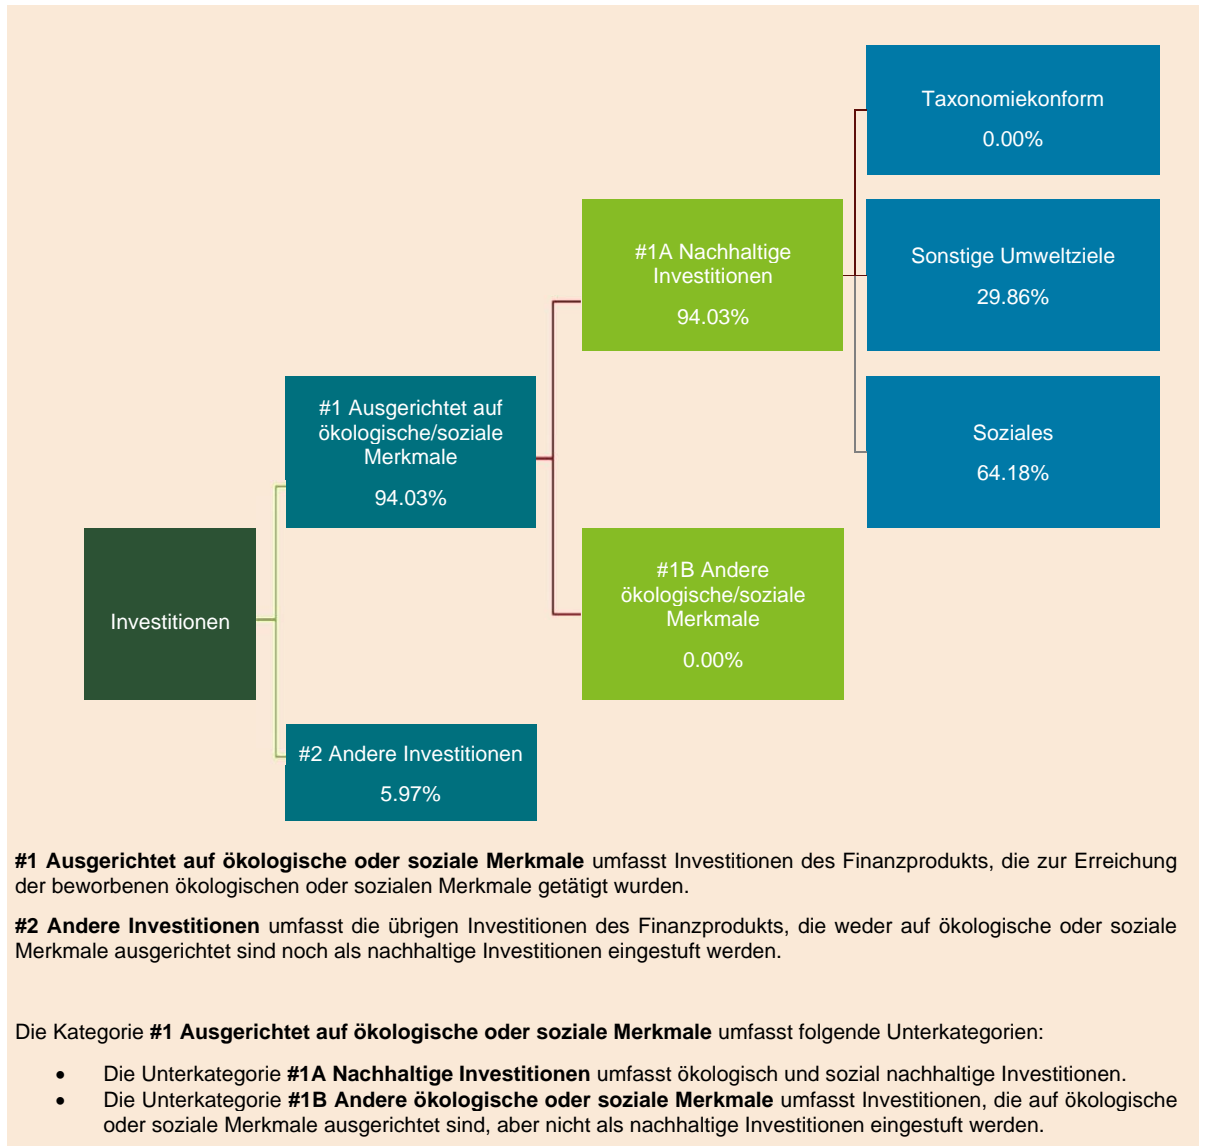 Taxonomiekonform
0.00%
#1A Nachhaltige
Investitionen
94.03%
Sonstige Umweltziele
29.86%
#1 Ausgerichtet auf
ökologische/soziale
Merkmale
94.03%
Soziales
64.18%
Investitionen
#1B Andere
ökologische/soziale
Merkmale
0.00%
#2 Andere Investitionen
5.97%
#1 Ausgerichtet auf ökologische oder soziale Merkmale umfasst Investitionen des Finanzprodukts, die zur Erreichung
der beworbenen ökologischen oder sozialen Merkmale getätigt wurden.
#2 Andere Investitionen umfasst die übrigen Investitionen des Finanzprodukts, die weder auf ökologische oder soziale
Merkmale ausgerichtet sind noch als nachhaltige Investitionen eingestuft werden.
Die Kategorie #1 Ausgerichtet auf ökologische oder soziale Merkmale umfasst folgende Unterkategorien:
• Die Unterkategorie #1A Nachhaltige Investitionen umfasst ökologisch und sozial nachhaltige Investitionen.
• Die Unterkategorie #1B Andere ökologische oder soziale Merkmale umfasst Investitionen, die auf ökologische
oder soziale Merkmale ausgerichtet sind, aber nicht als nachhaltige Investitionen eingestuft werden.